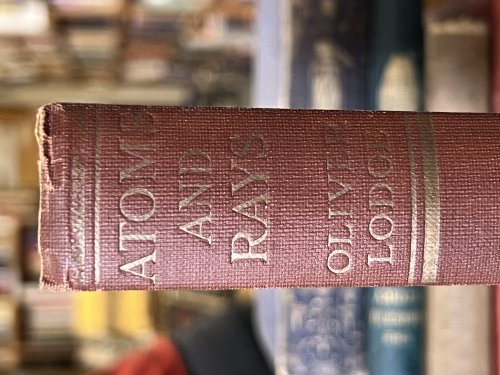 ATOMS
AND
RAYS
OLIVER
LODGE